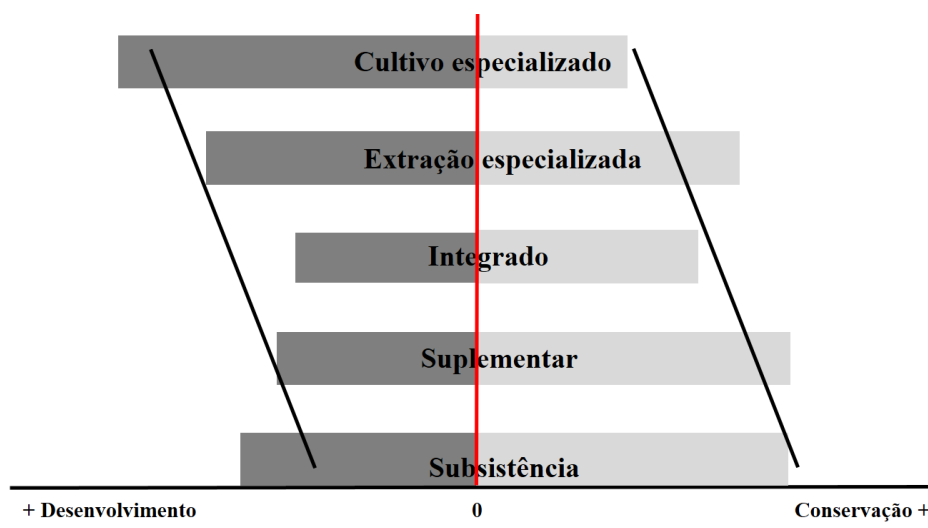 Cultivo especializado
Extração especializada
Integrado
Suplementar
Subsistência
+ Desenvolvimento 0 Conservação +